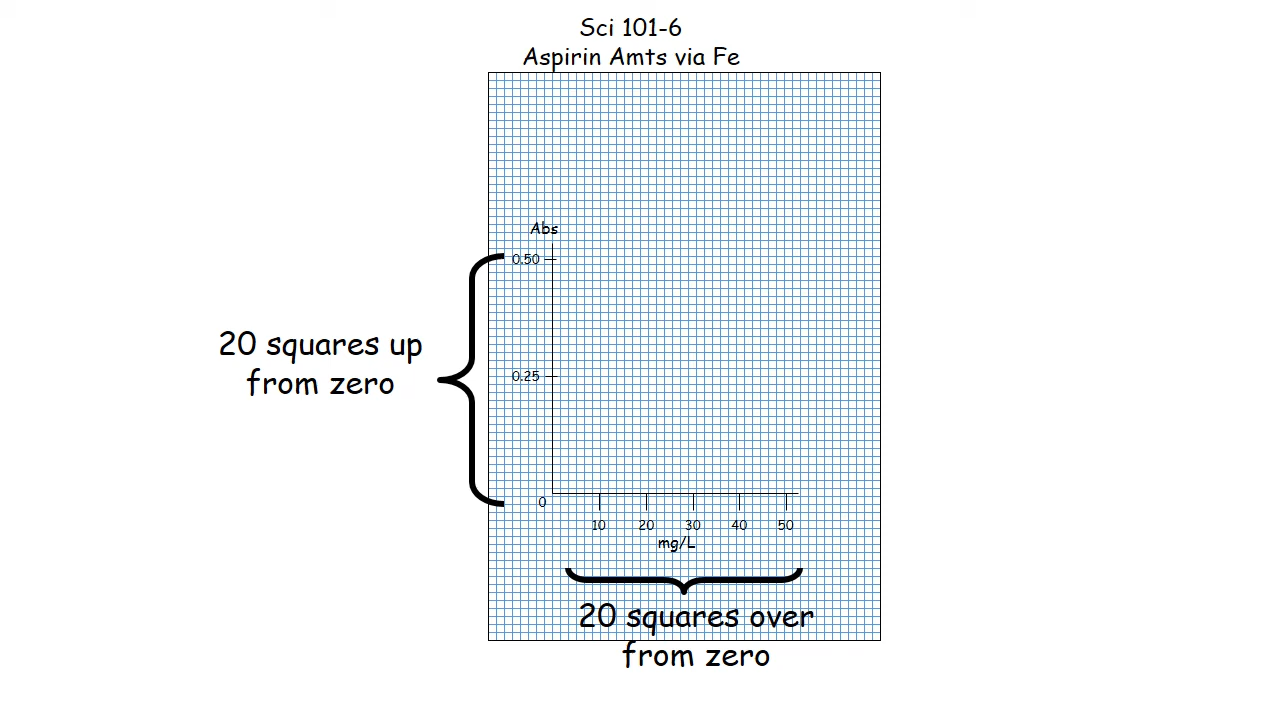 Sci 101-6
Aspirin Amts via Fe
Abs
0.50
20 squares up
from zero
0.25
0
10 20 30 40 50
mg/L
20 squares over
from zero